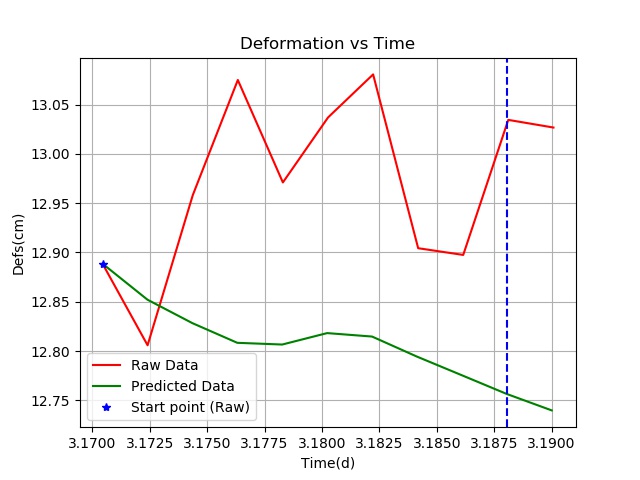 Deformation vs Time
Defs(cm)
13.05
13.00
12.95
12.90
12.85
12.80
12.75
Raw Data
Predicted Data
Start point (Raw)
3.1700 3.1725 3.1750 3.1775 3.1800 3.1825 3.1850 3.1875 3.1900
Time(d)